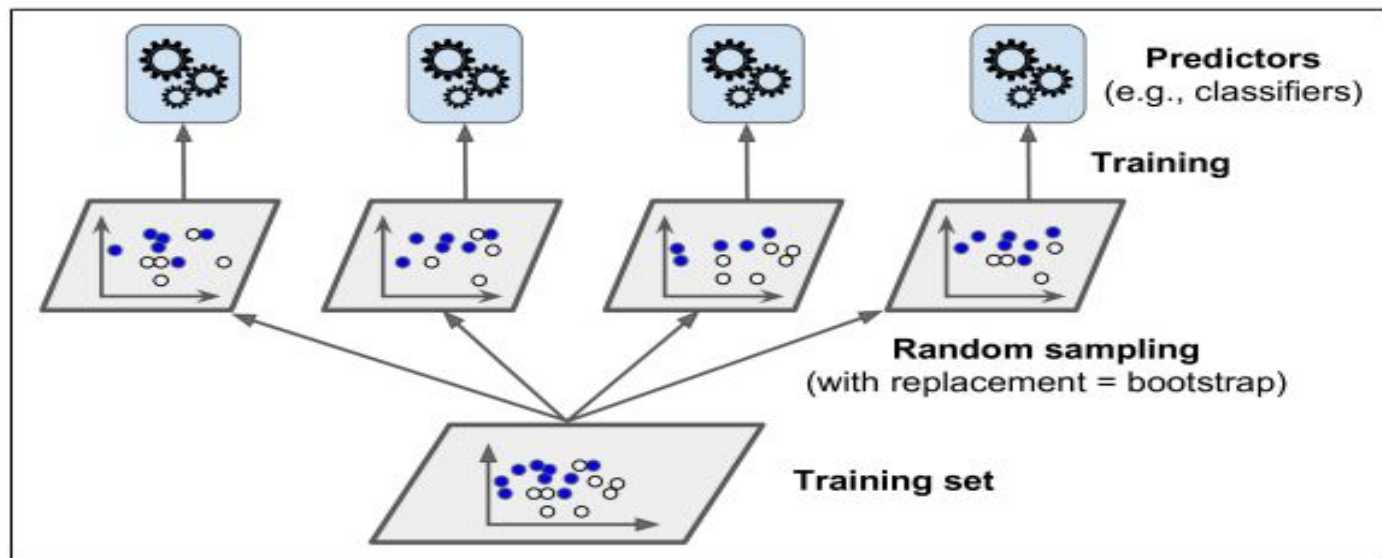 Predictors
(e.g., classifiers)
Training
Random sampling
(with replacement = bootstrap)
Training set